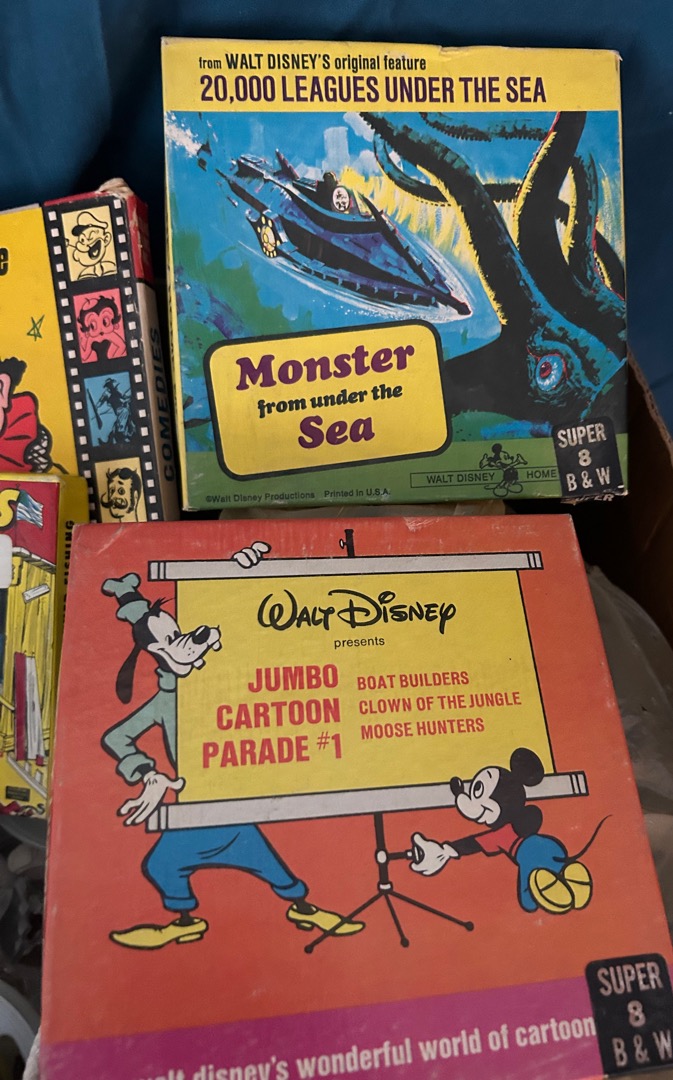 from WALT DISNEY'S original feature
20,000 LEAGUES UNDER THE SEA
Monster
from under the
Sea
SUPER
8
B & W
WALT DISNEY HOME
©Walt Disney Productions Printed in U.S.A.
COMEDIES
FISHING
WALT DISNEY
presents
JUMBO
CARTOON
PARADE #1
BOAT BUILDERS
CLOWN OF THE JUNGLE
MOOSE HUNTERS
SUPER
8
B & W
walt disney's wonderful world of cartoon